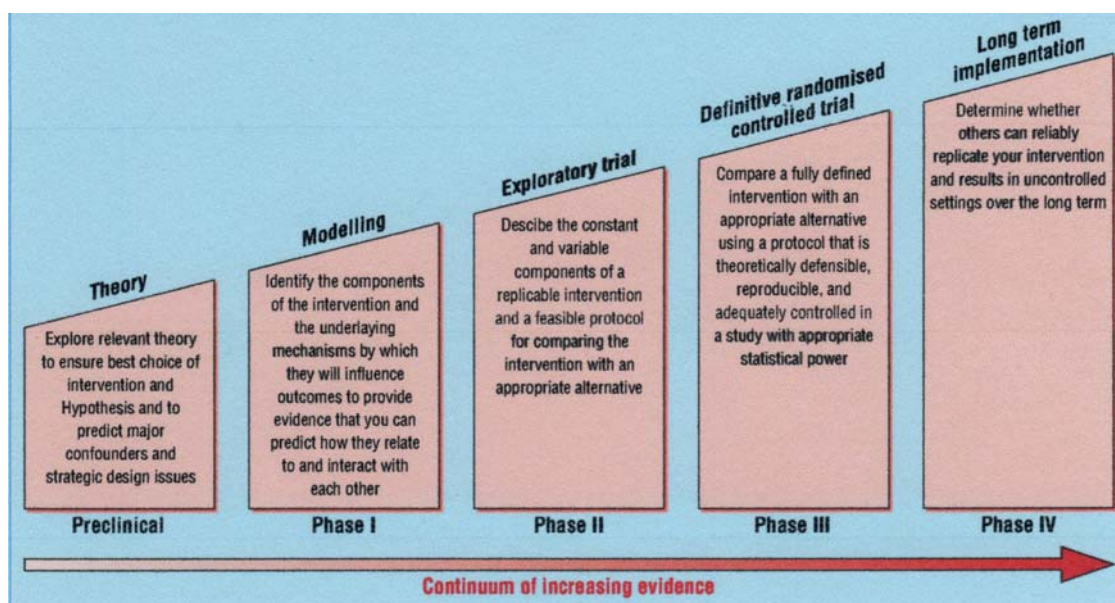 Theory
Explore relevant theory
to ensure best choice of
intervention and
Hypothesis and to
predict major
confounders and
strategic design issues
Preclinical
Modelling
Identify the components
of the intervention and
the underlaying
mechanisms by which
they will influence
outcomes to provide
evidence that you can
predict how they relate
to and interact with
each other
Phase I
Exploratory trial
Descibe the constant
and variable
components of a
replicable intervention
and a feasible protocol
for comparing the
intervention with an
appropriate alternative
Phase II
Definitive randomised
controlled trial
Compare a fully defined
intervention with an
appropriate alternative
using a protocol that is
theoretically defensible,
reproducible, and
adequately controlled in
a study with appropriate
statistical power
Phase III
Long term
implementation
Determine whether
others can reliably
replicate your intervention
and results in uncontrolled
settings over the long term
Phase IV
Continuum of increasing evidence